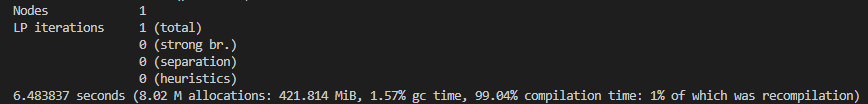 Nodes 1
LP iterations 1 (total)
0 (strong br.)
0 (separation)
0 (heuristics)
6.483837 seconds (8.02 M allocations: 421.814 MiB, 1.57% gc time, 99.04% compilation time: 1% of which was recompilation)